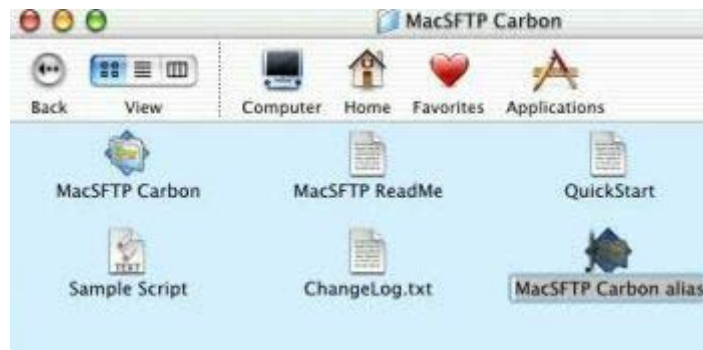 MacSFTP Carbon
Back View Computer Home Favorites Applications
MacSFTP Carbon MacSFTP ReadMe QuickStart
TEXT
Sample Script ChangeLog.txt MacSFTP Carbon alias